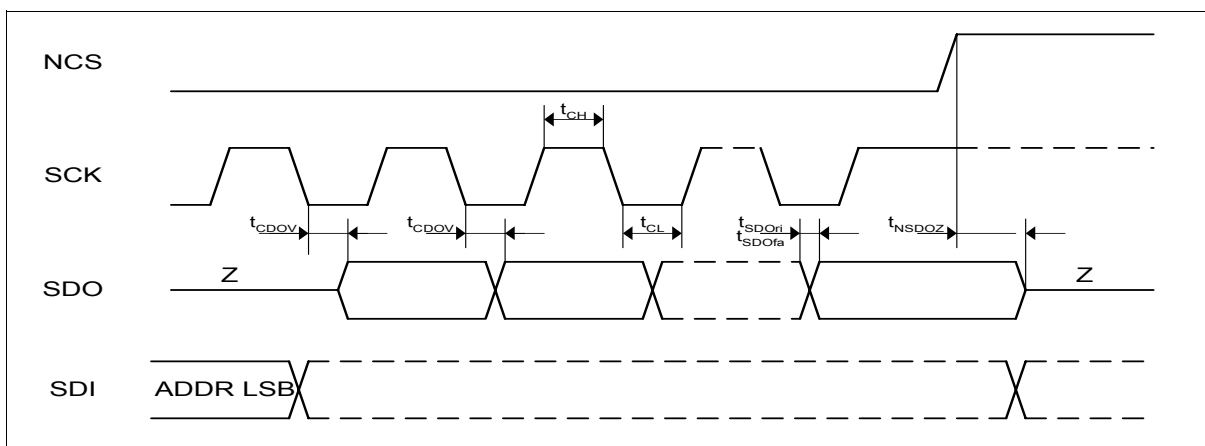 NCS
t_CH
SCK
t_CDOV
t_CDOV
t_CL
t_SDOri
t_SDOfa
t_NSDOZ
Z
Z
SDO
SDI
ADDR LSB